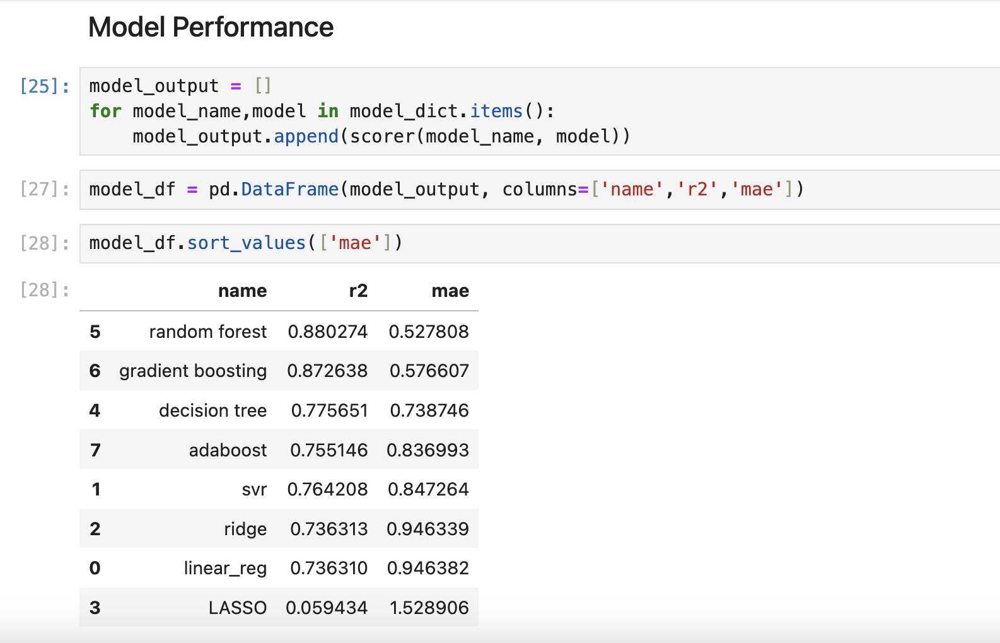 Model Performance
[25]: model_output = []
for model_name,model in model_dict.items():
    model_output.append(scorer(model_name, model))
[27]: model_df = pd.DataFrame(model_output, columns=['name','r2','mae'])
[28]: model_df.sort_values(['mae'])
[28]: name r2 mae
5 random forest 0.880274 0.527808
6 gradient boosting 0.872638 0.576607
4 decision tree 0.775651 0.738746
7 adaboost 0.755146 0.836993
1 svr 0.764208 0.847264
2 ridge 0.736313 0.946339
0 linear_reg 0.736310 0.946382
3 LASSO 0.059434 1.528906